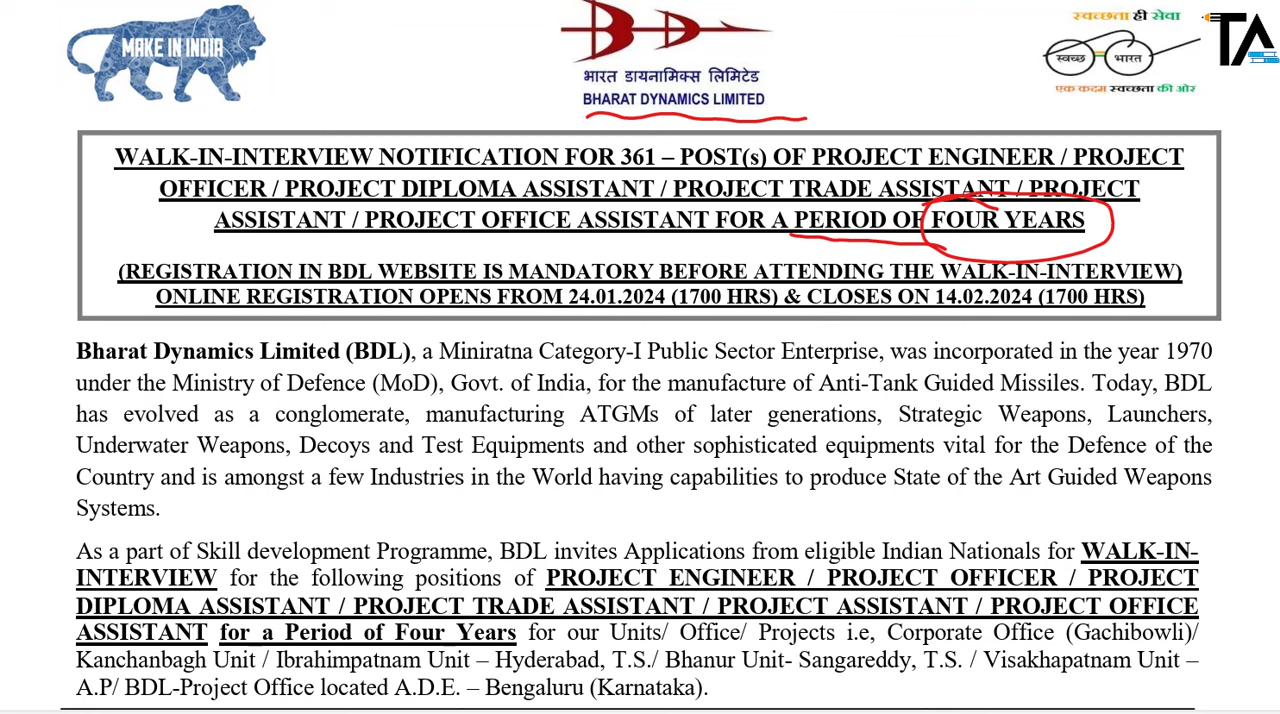 MAKE IN INDIA
भारत डायनामिक्स लिमिटेड
BHARAT DYNAMICS LIMITED
स्वच्छता ही सेवा
स्वच्छ भारत
एक कदम स्वच्छता की ओर
TA
WALK-IN-INTERVIEW NOTIFICATION FOR 361 – POST(s) OF PROJECT ENGINEER / PROJECT
OFFICER / PROJECT DIPLOMA ASSISTANT / PROJECT TRADE ASSISTANT / PROJECT
ASSISTANT / PROJECT OFFICE ASSISTANT FOR A PERIOD OF FOUR YEARS
(REGISTRATION IN BDL WEBSITE IS MANDATORY BEFORE ATTENDING THE WALK-IN-INTERVIEW)
ONLINE REGISTRATION OPENS FROM 24.01.2024 (1700 HRS) & CLOSES ON 14.02.2024 (1700 HRS)
Bharat Dynamics Limited (BDL), a Miniratna Category-I Public Sector Enterprise, was incorporated in the year 1970
under the Ministry of Defence (MoD), Govt. of India, for the manufacture of Anti-Tank Guided Missiles. Today, BDL
has evolved as a conglomerate, manufacturing ATGMs of later generations, Strategic Weapons, Launchers,
Underwater Weapons, Decoys and Test Equipments and other sophisticated equipments vital for the Defence of the
Country and is amongst a few Industries in the World having capabilities to produce State of the Art Guided Weapons
Systems.
As a part of Skill development Programme, BDL invites Applications from eligible Indian Nationals for WALK-IN-
INTERVIEW for the following positions of PROJECT ENGINEER / PROJECT OFFICER / PROJECT
DIPLOMA ASSISTANT / PROJECT TRADE ASSISTANT / PROJECT ASSISTANT / PROJECT OFFICE
ASSISTANT for a Period of Four Years for our Units/ Office/ Projects i.e, Corporate Office (Gachibowli)/
Kanchanbagh Unit / Ibrahimpatnam Unit – Hyderabad, T.S./ Bhanur Unit- Sangareddy, T.S. / Visakhapatnam Unit –
A.P/ BDL-Project Office located A.D.E. – Bengaluru (Karnataka).